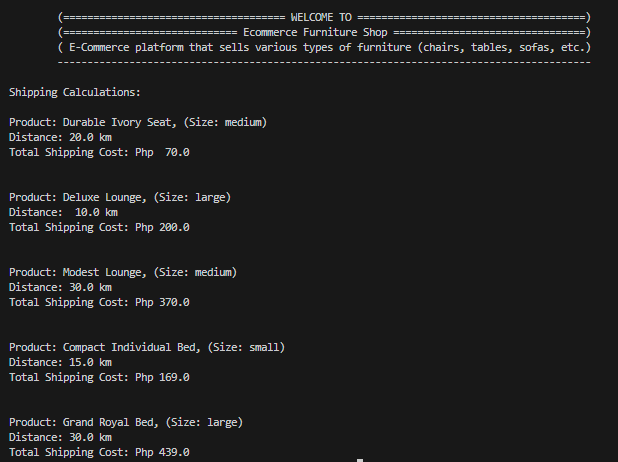 (===================================== WELCOME TO ======================================)
(============================= Ecommerce Furniture Shop ================================)
( E-Commerce platform that sells various types of furniture (chairs, tables, sofas, etc.)
-----------------------------------------------------------------------------------------
Shipping Calculations:
Product: Durable Ivory Seat, (Size: medium)
Distance: 20.0 km
Total Shipping Cost: Php  70.0
Product: Deluxe Lounge, (Size: large)
Distance:  10.0 km
Total Shipping Cost: Php 200.0
Product: Modest Lounge, (Size: medium)
Distance: 30.0 km
Total Shipping Cost: Php 370.0
Product: Compact Individual Bed, (Size: small)
Distance: 15.0 km
Total Shipping Cost: Php 169.0
Product: Grand Royal Bed, (Size: large)
Distance: 30.0 km
Total Shipping Cost: Php 439.0